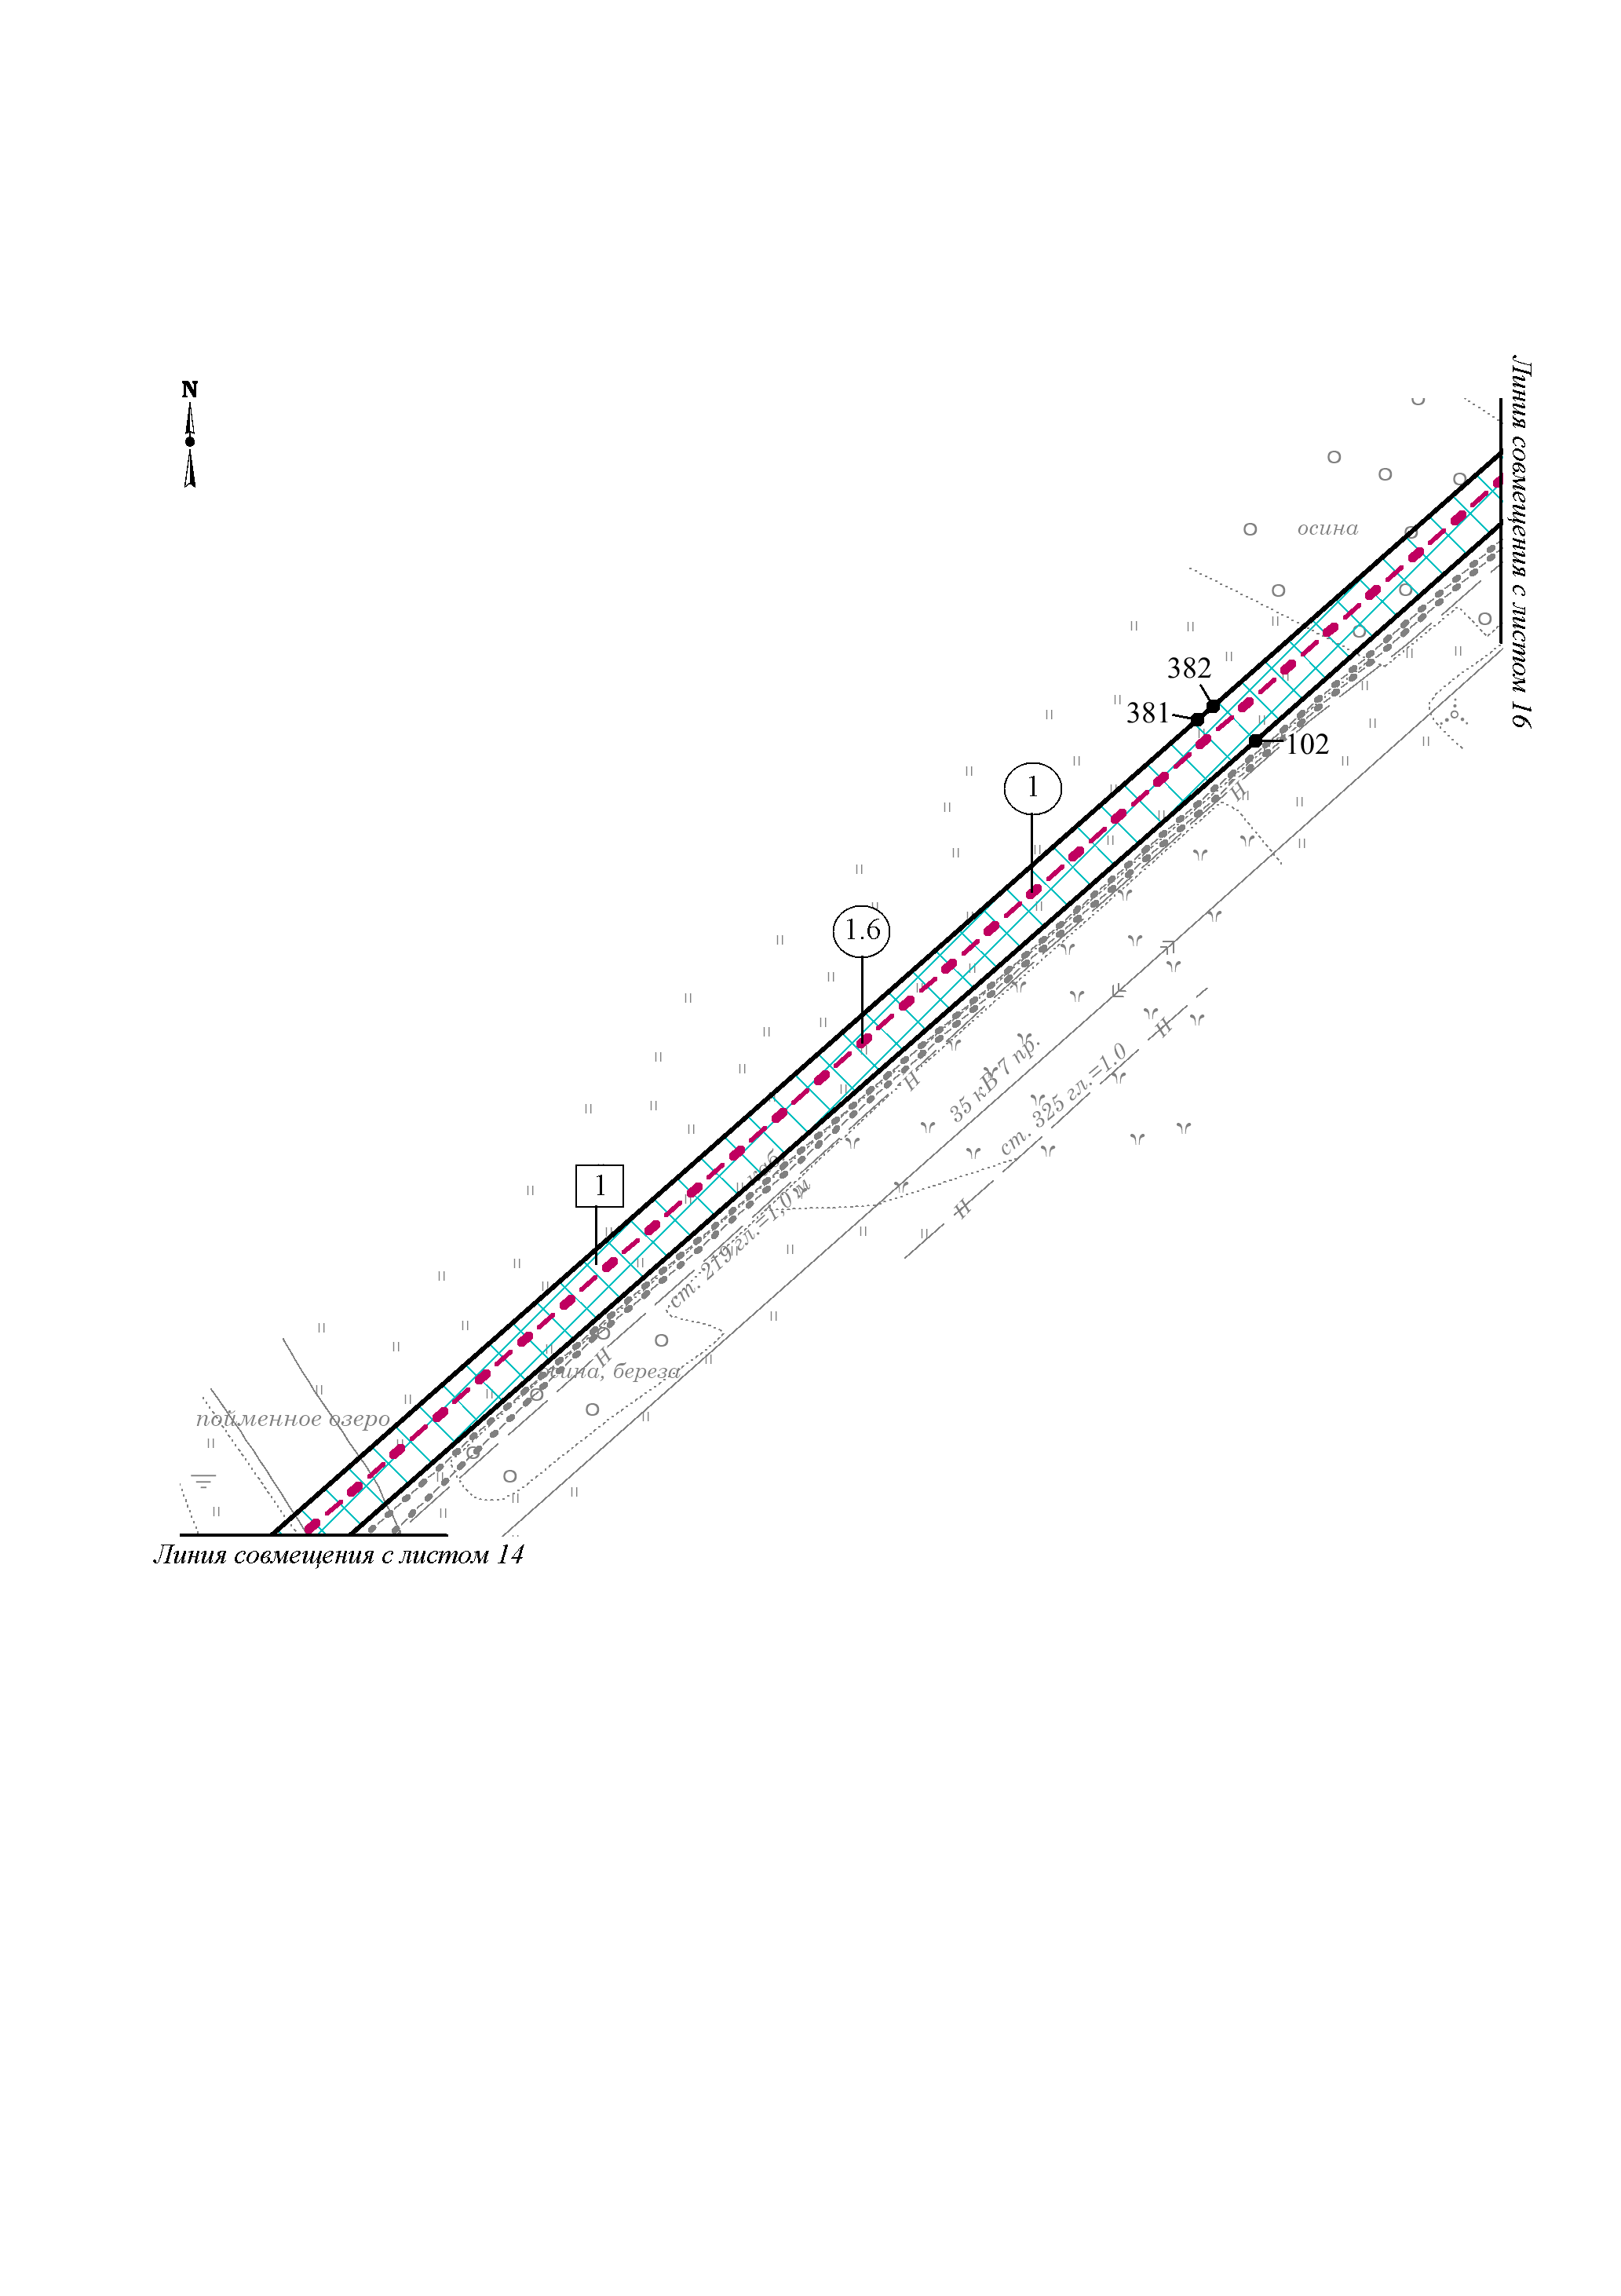 N
Линия совмещения с листом 16
осина
382
381
102
1
1.6
35 кВ 7 пр.
ст. 325 гл.=1.0
Н
Н
Н
Н
1
ст. 219, гл.=1,0 м
Н
береза
пойменное озеро
Линия совмещения с листом 14